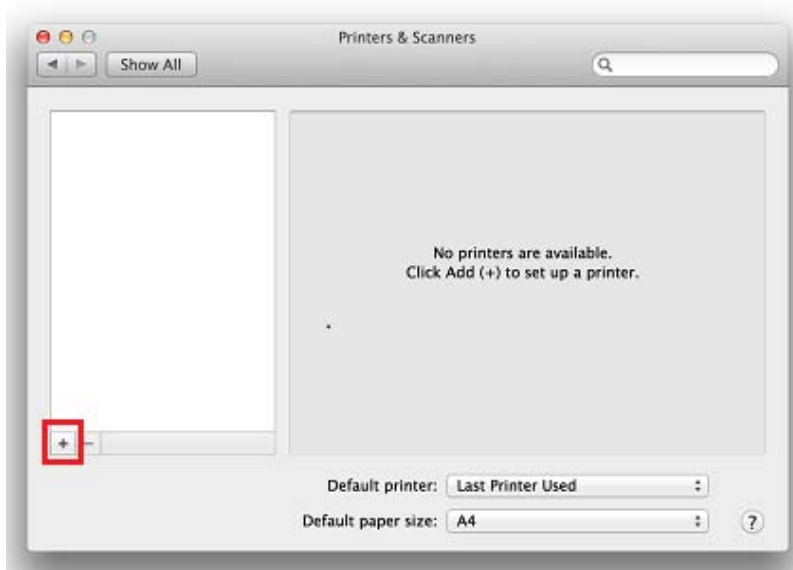 Printers & Scanners
Show All
No printers are available.
Click Add (+) to set up a printer.
+ −
Default printer: Last Printer Used
Default paper size: A4
?